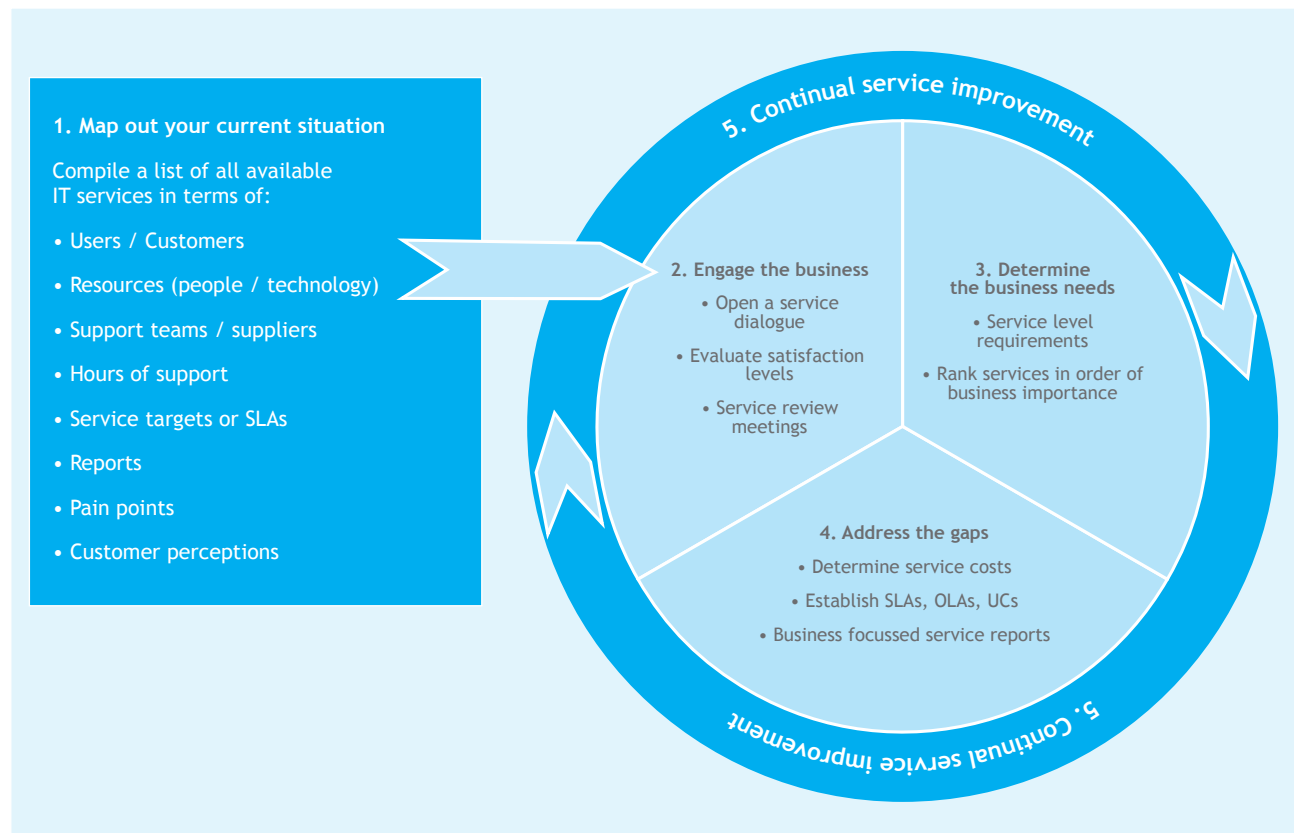 1. Map out your current situation
Compile a list of all available
IT services in terms of:
• Users / Customers
• Resources (people / technology)
• Support teams / suppliers
• Hours of support
• Service targets or SLAs
• Reports
• Pain points
• Customer perceptions
5. Continual service improvement
2. Engage the business
• Open a service
dialogue
• Evaluate satisfaction
levels
• Service review
meetings
3. Determine
the business needs
• Service level
requirements
• Rank services in order of
business importance
4. Address the gaps
• Determine service costs
• Establish SLAs, OLAs, UCs
• Business focussed service reports
5. Continual service improvement